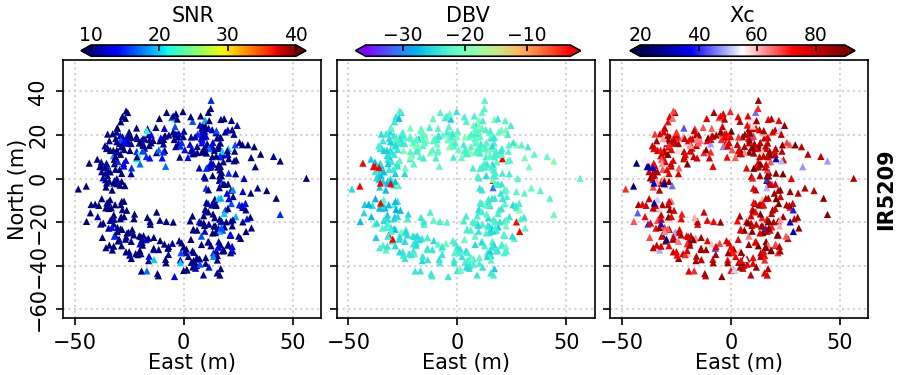 SNR DBV Xc
10 20 30 40 −30 −20 −10 20 40 60 80
40
20
0
−20
−40
−60
North (m)
−50 0 50 −50 0 50 −50 0 50
East (m) East (m) East (m)
IR5209